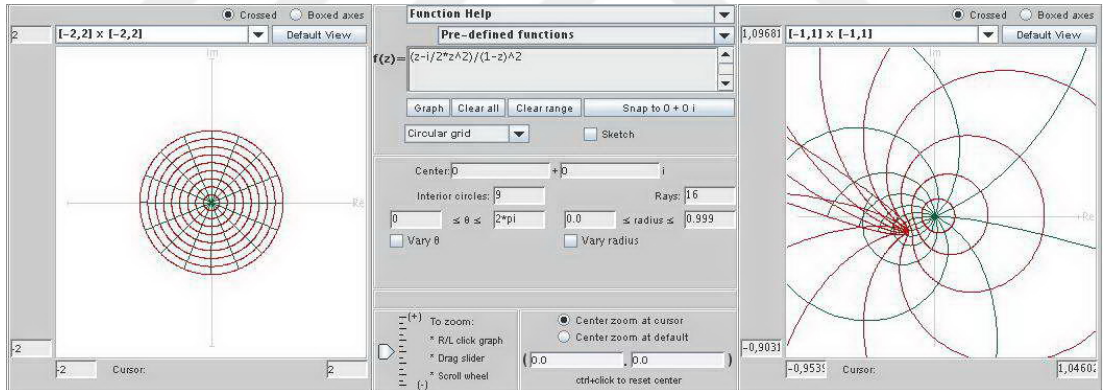 Crossed Boxed axes
2 [-2,2] x [-2,2] Default View
Im
Re
-2
-2 Cursor: 2
Function Help
Pre-defined functions
f(z)= (z-i/2*z^2)/(1-z)^2
Graph Clear all Clear range Snap to 0 + 0 i
Circular grid Sketch
Center: 0 + 0 i
Interior circles: 9 Rays: 16
0 ≤ θ ≤ 2*pi 0.0 ≤ radius ≤ 0.999
Vary θ Vary radius
(+) To zoom:
* R/L click graph
* Drag slider
* Scroll wheel
(-)
Center zoom at cursor
Center zoom at default
( 0.0 , 0.0 )
ctrl+click to reset center
Crossed Boxed axes
1,09681 [-1,1] x [-1,1] Default View
Im
Re
-0,9031
-0,953 Cursor: 1,0460